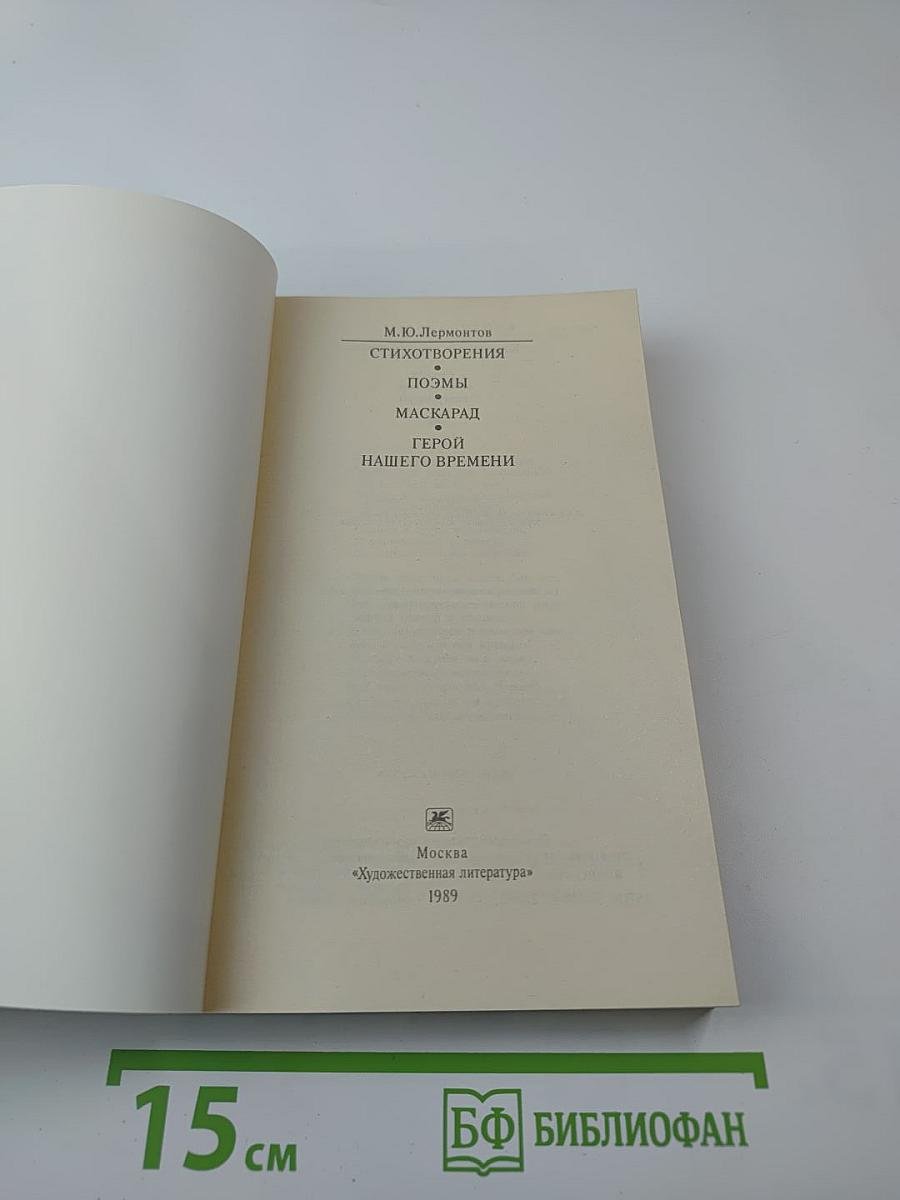 М.Ю.Лермонтов
СТИХОТВОРЕНИЯ
•
ПОЭМЫ
•
МАСКАРАД
•
ГЕРОЙ
НАШЕГО ВРЕМЕНИ
Москва
«Художественная литература»
1989
15 см
БФ БИБЛИОФАН